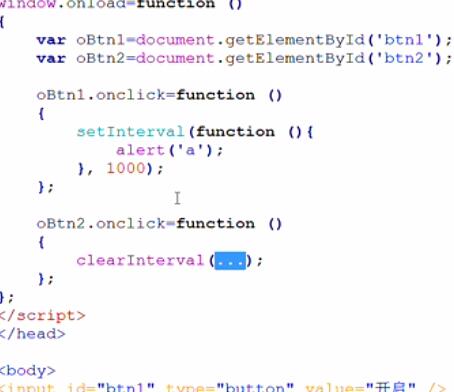 window.onload=function ()
{
var oBtn1=document.getElementById('btn1');
var oBtn2=document.getElementById('btn2');
oBtn1.onclick=function ()
{
setInterval(function (){
alert('a');
}, 1000);
};
oBtn2.onclick=function ()
{
clearInterval(...);
};
};
</script>
</head>
<body>
<input id="btn1" type="button" value="开启" />